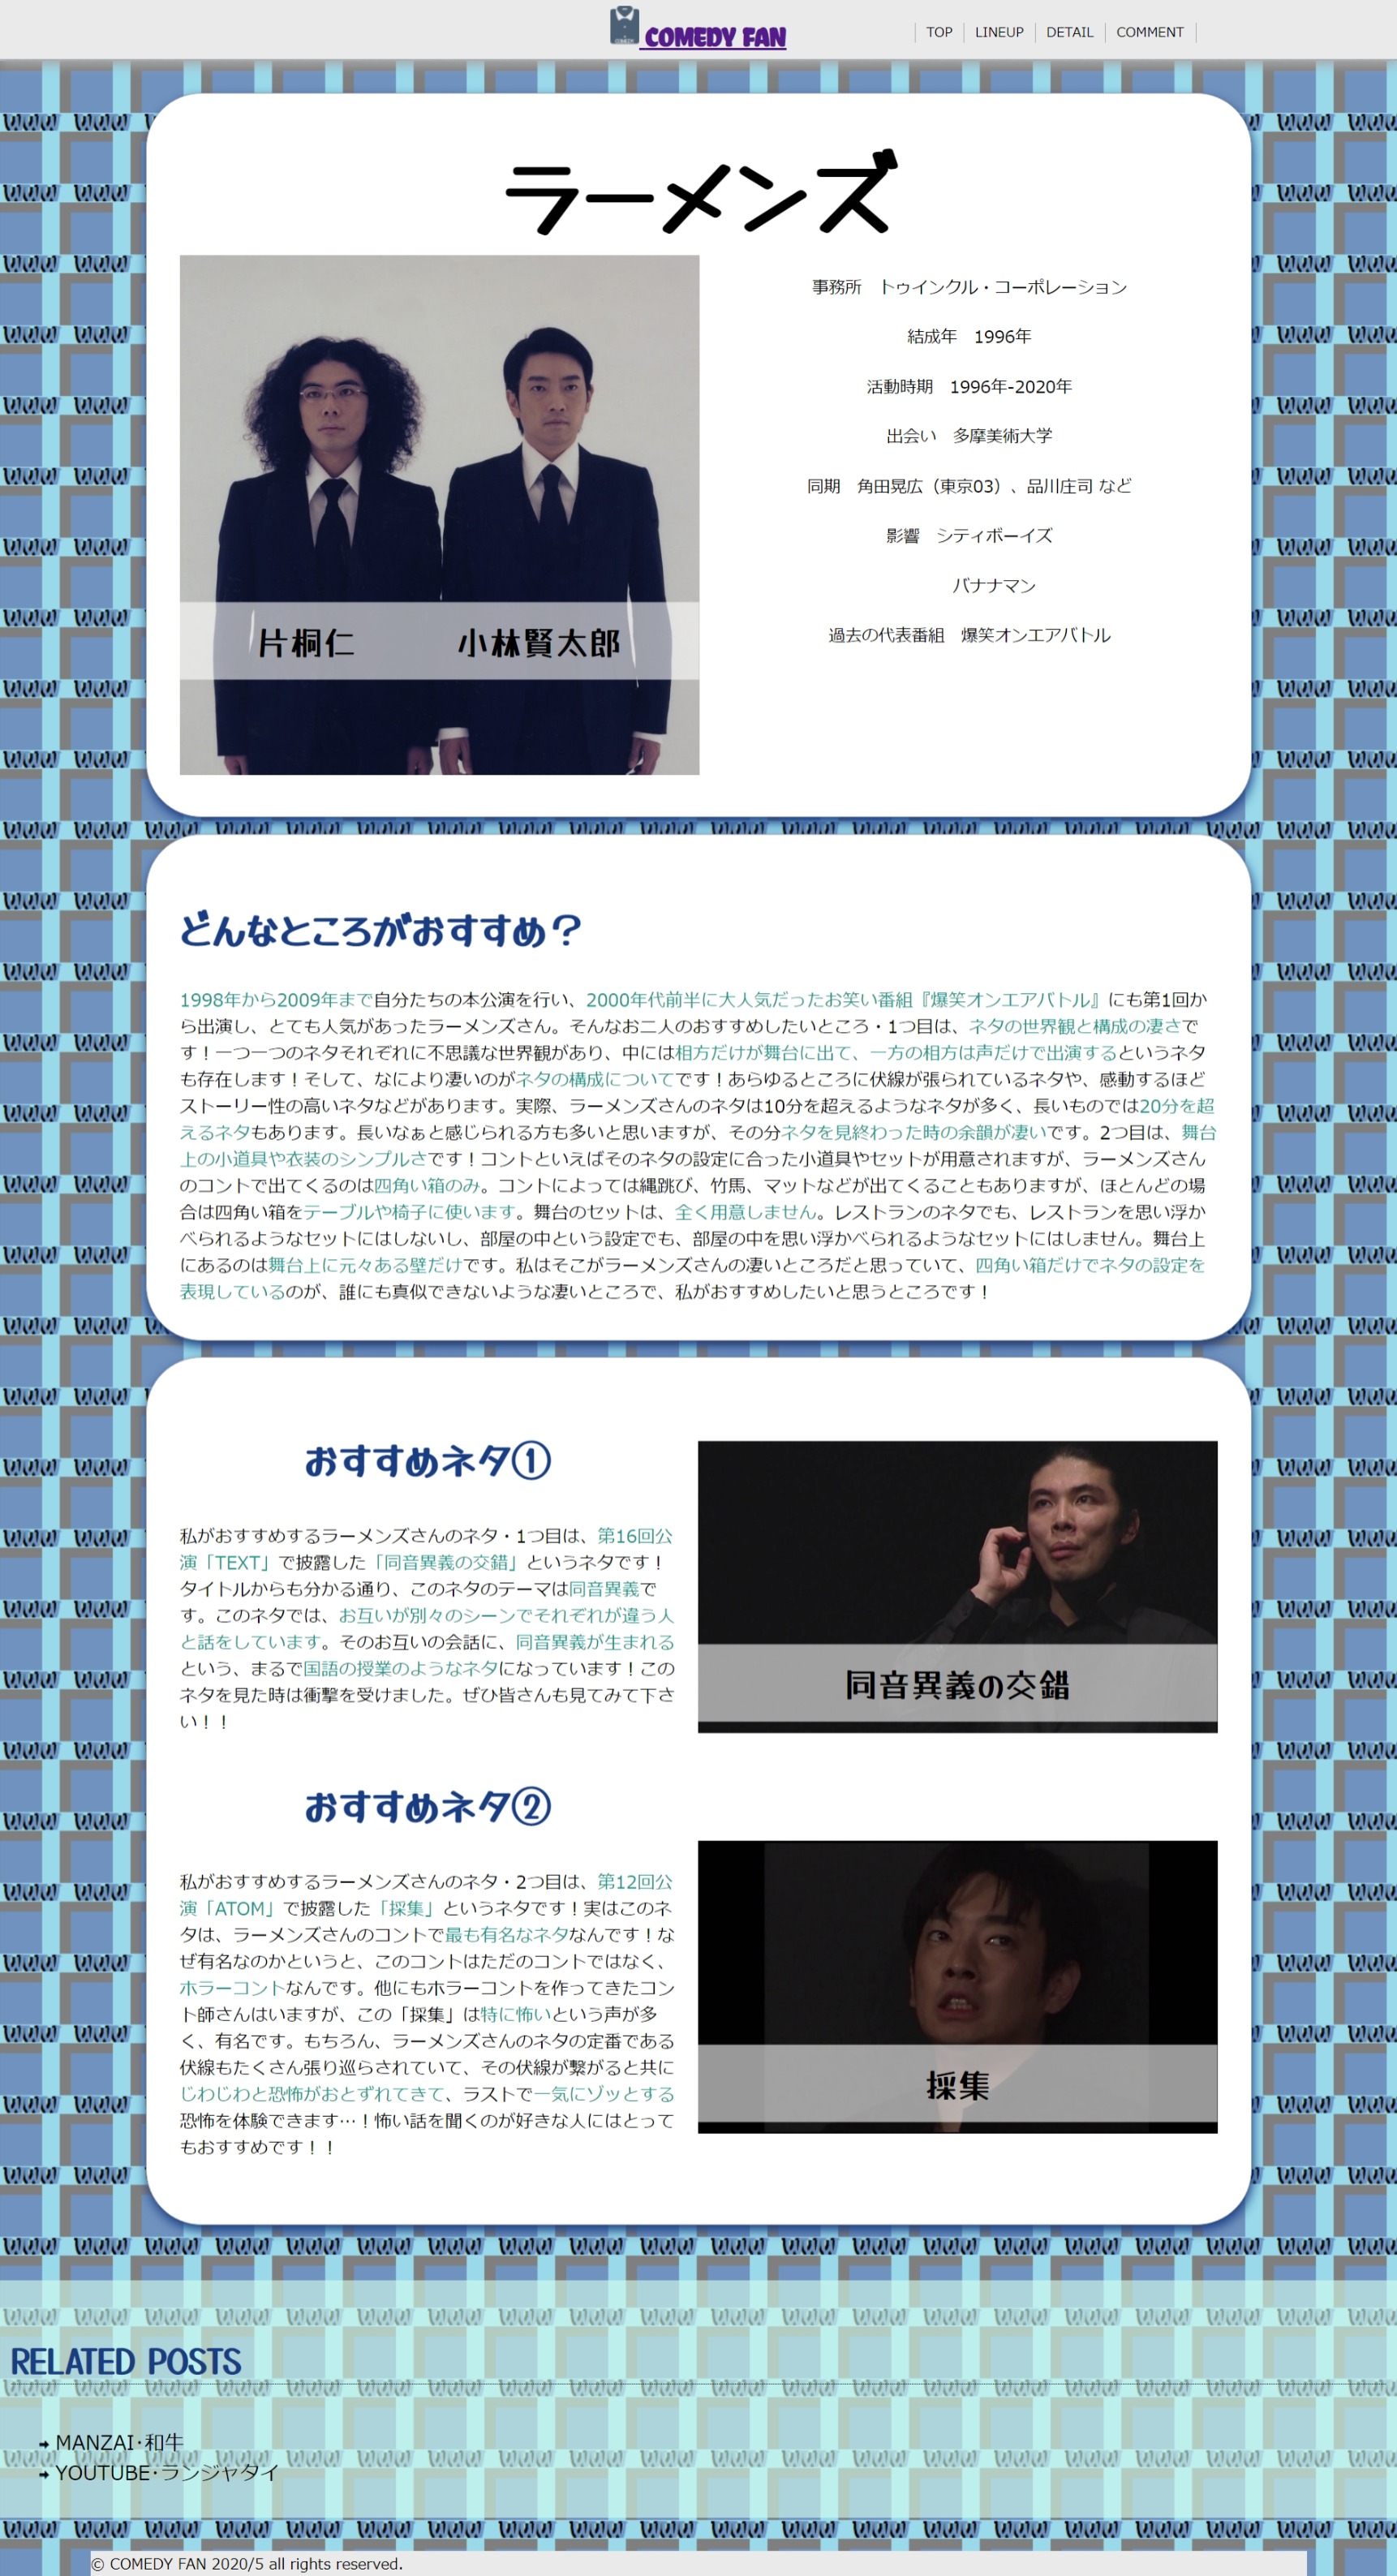 COMEDY FAN
TOP
LINEUP
DETAIL
COMMENT
ラーメンズ
片桐仁　小林賢太郎
事務所　トゥインクル・コーポレーション
結成年　1996年
活動時期　1996年-2020年
出会い　多摩美術大学
同期　角田晃広（東京03）、品川庄司 など
影響　シティボーイズ
バナナマン
過去の代表番組　爆笑オンエアバトル
どんなところがおすすめ？
1998年から2009年まで自分たちの本公演を行い、2000年代前半に大人気だったお笑い番組『爆笑オンエアバトル』にも第1回か
ら出演し、とても人気があったラーメンズさん。そんなお二人のおすすめしたいところ・1つ目は、ネタの世界観と構成の凄さで
す！一つ一つのネタそれぞれに不思議な世界観があり、中には相方だけが舞台に出て、一方の相方は声だけで出演するというネタ
も存在します！そして、なにより凄いのがネタの構成についてです！あらゆるところに伏線が張られているネタや、感動するほど
ストーリー性の高いネタなどがあります。実際、ラーメンズさんのネタは10分を超えるようなネタが多く、長いものでは20分を超
えるネタもあります。長いなぁと感じられる方も多いと思いますが、その分ネタを見終わった時の余韻が凄いです。2つ目は、舞台
上の小道具や衣装のシンプルさです！コントといえばそのネタの設定に合った小道具やセットが用意されますが、ラーメンズさん
のコントで出てくるのは四角い箱のみ。コントによっては縄跳び、竹馬、マットなどが出てくることもありますが、ほとんどの場
合は四角い箱をテーブルや椅子に使います。舞台のセットは、全く用意しません。レストランのネタでも、レストランを思い浮か
べられるようなセットにはしないし、部屋の中という設定でも、部屋の中を思い浮かべられるようなセットにはしません。舞台上
にあるのは舞台上に元々ある壁だけです。私はそこがラーメンズさんの凄いところだと思っていて、四角い箱だけでネタの設定を
表現しているのが、誰にも真似できないような凄いところで、私がおすすめしたいと思うところです！
おすすめネタ①
私がおすすめするラーメンズさんのネタ・1つ目は、第16回公
演「TEXT」で披露した「同音異義の交錯」というネタです！
タイトルからも分かる通り、このネタのテーマは同音異義で
す。このネタでは、お互いが別々のシーンでそれぞれが違う人
と話をしています。そのお互いの会話に、同音異義が生まれる
という、まるで国語の授業のようなネタになっています！この
ネタを見た時は衝撃を受けました。ぜひ皆さんも見てみて下さ
い！！
同音異義の交錯
おすすめネタ②
私がおすすめするラーメンズさんのネタ・2つ目は、第12回公
演「ATOM」で披露した「採集」というネタです！実はこのネ
タは、ラーメンズさんのコントで最も有名なネタなんです！な
ぜ有名なのかというと、このコントはただのコントではなく、
ホラーコントなんです。他にもホラーコントを作ってきたコン
ト師さんはいますが、この「採集」は特に怖いという声が多
く、有名です。もちろん、ラーメンズさんのネタの定番である
伏線もたくさん張り巡らされていて、その伏線が繋がると共に
じわじわと恐怖がおとずれてきて、ラストで一気にゾッとする
恐怖を体験できます…！怖い話を聞くのが好きな人にはとって
もおすすめです！！
採集
RELATED POSTS
MANZAI･和牛
YOUTUBE･ランジャタイ
© COMEDY FAN 2020/5 all rights reserved.